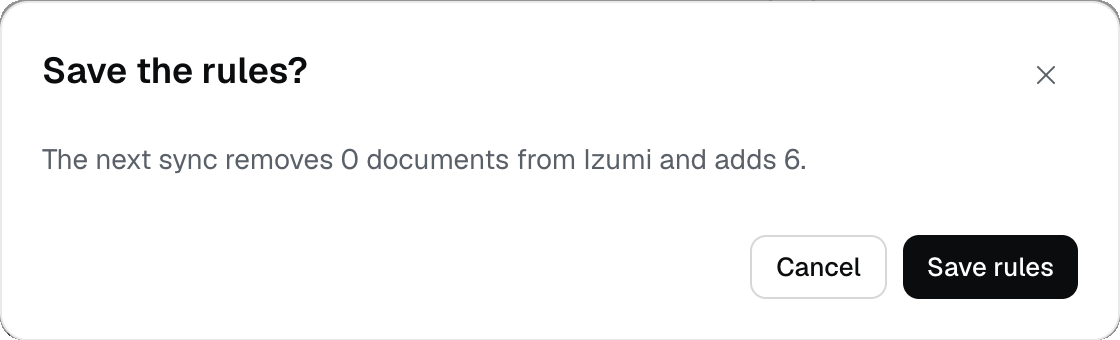 Save the rules?
The next sync removes 0 documents from Izumi and adds 6.
Cancel
Save rules